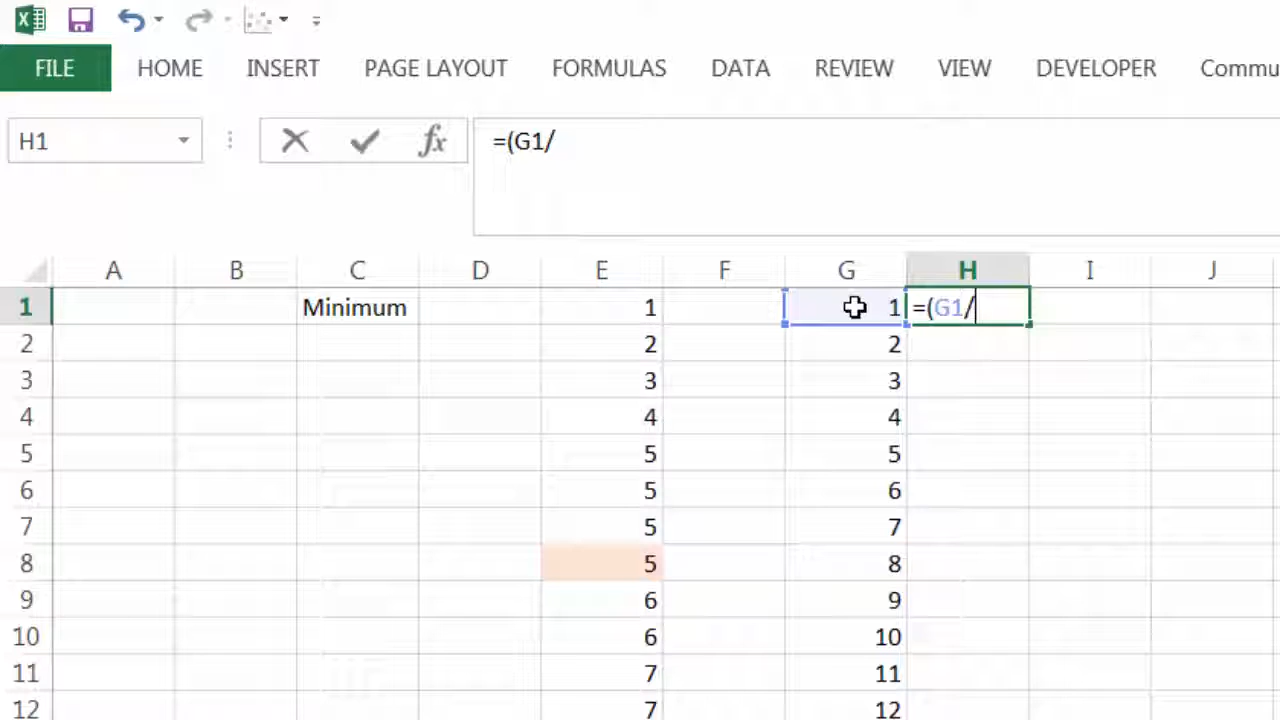 FILE HOME INSERT PAGE LAYOUT FORMULAS DATA REVIEW VIEW DEVELOPER Commu
H1 fx =(G1/
A B C D E F G H I J
1 Minimum 1 1 =(G1/
2 2 2
3 3 3
4 4 4
5 5 5
6 5 6
7 5 7
8 5 8
9 6 9
10 6 10
11 7 11
12 7 12